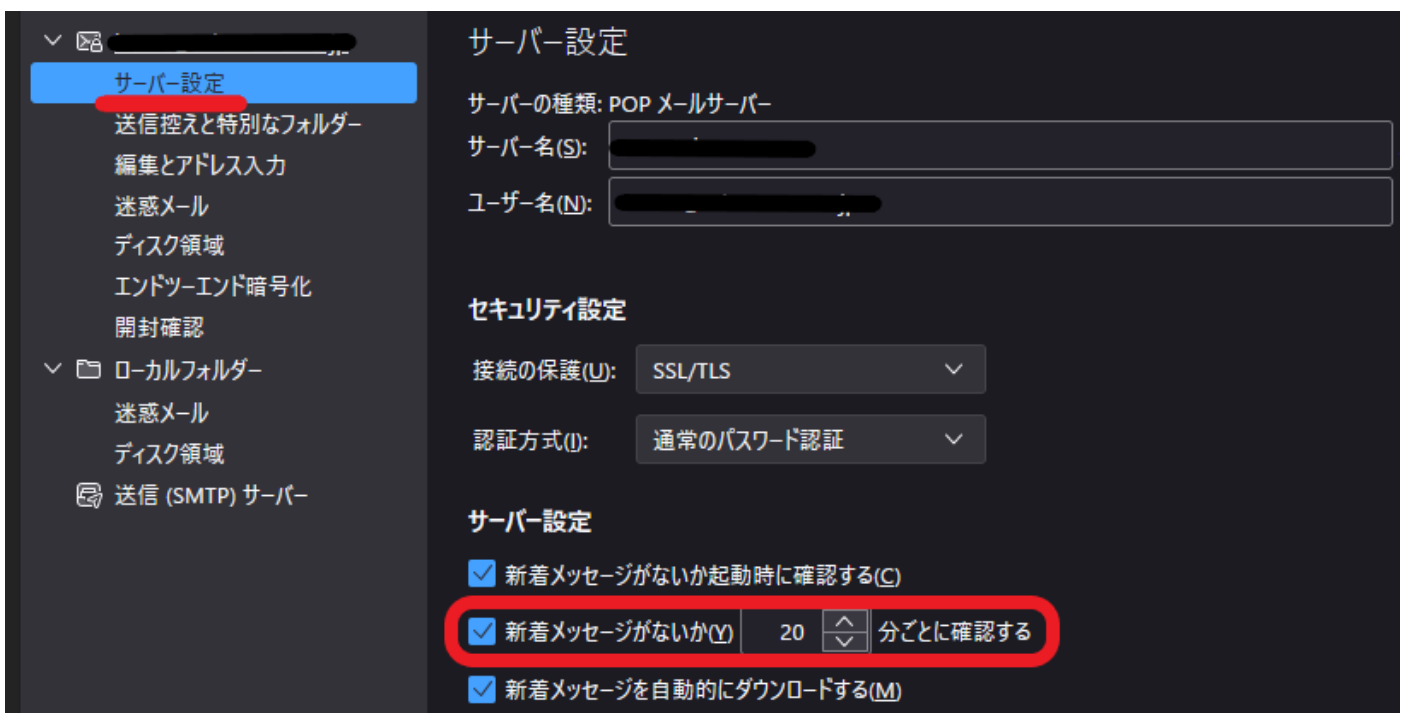 サーバー設定
送信控えと特別なフォルダー
編集とアドレス入力
迷惑メール
ディスク領域
エンドツーエンド暗号化
開封確認
ローカルフォルダー
迷惑メール
ディスク領域
送信 (SMTP) サーバー
サーバー設定
サーバーの種類: POP メールサーバー
サーバー名(S):
ユーザー名(N):
セキュリティ設定
接続の保護(U): SSL/TLS
認証方式(I): 通常のパスワード認証
サーバー設定
新着メッセージがないか起動時に確認する(C)
新着メッセージがないか(Y) 20 分ごとに確認する
新着メッセージを自動的にダウンロードする(M)